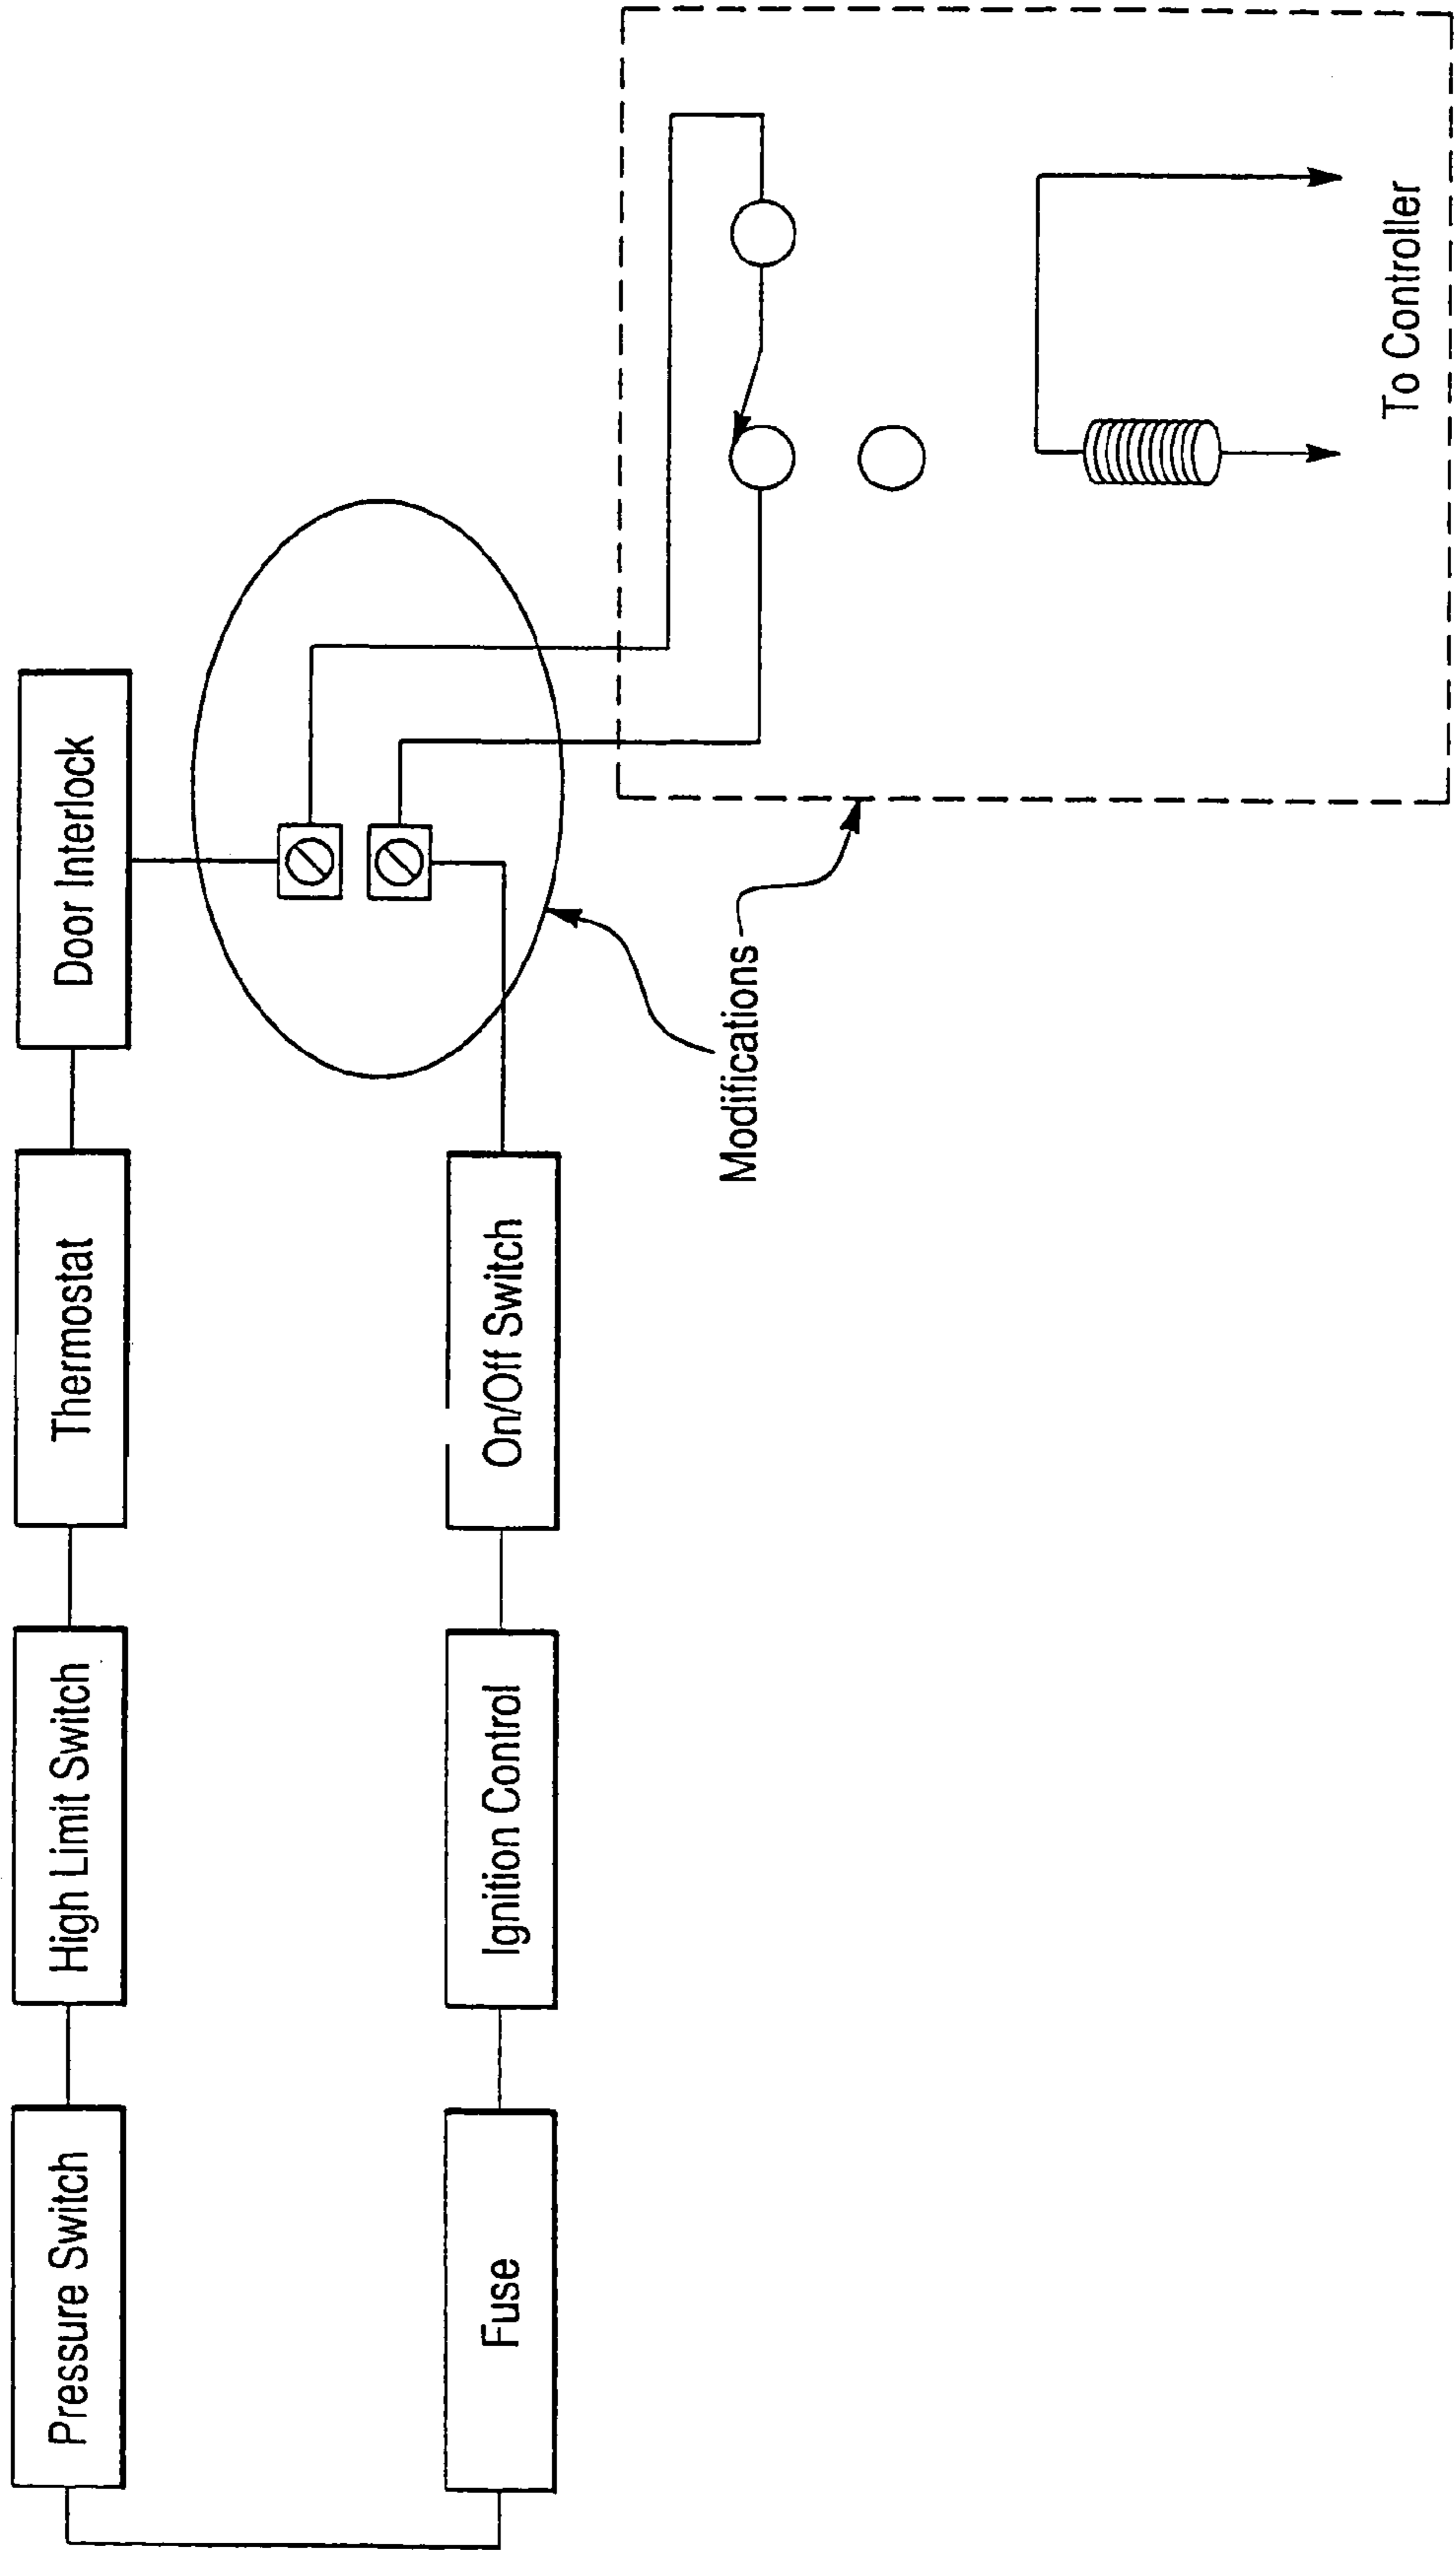 Pressure Switch
High Limit Switch
Thermostat
Door Interlock
Fuse
Ignition Control
On/Off Switch
Modifications
To Controller